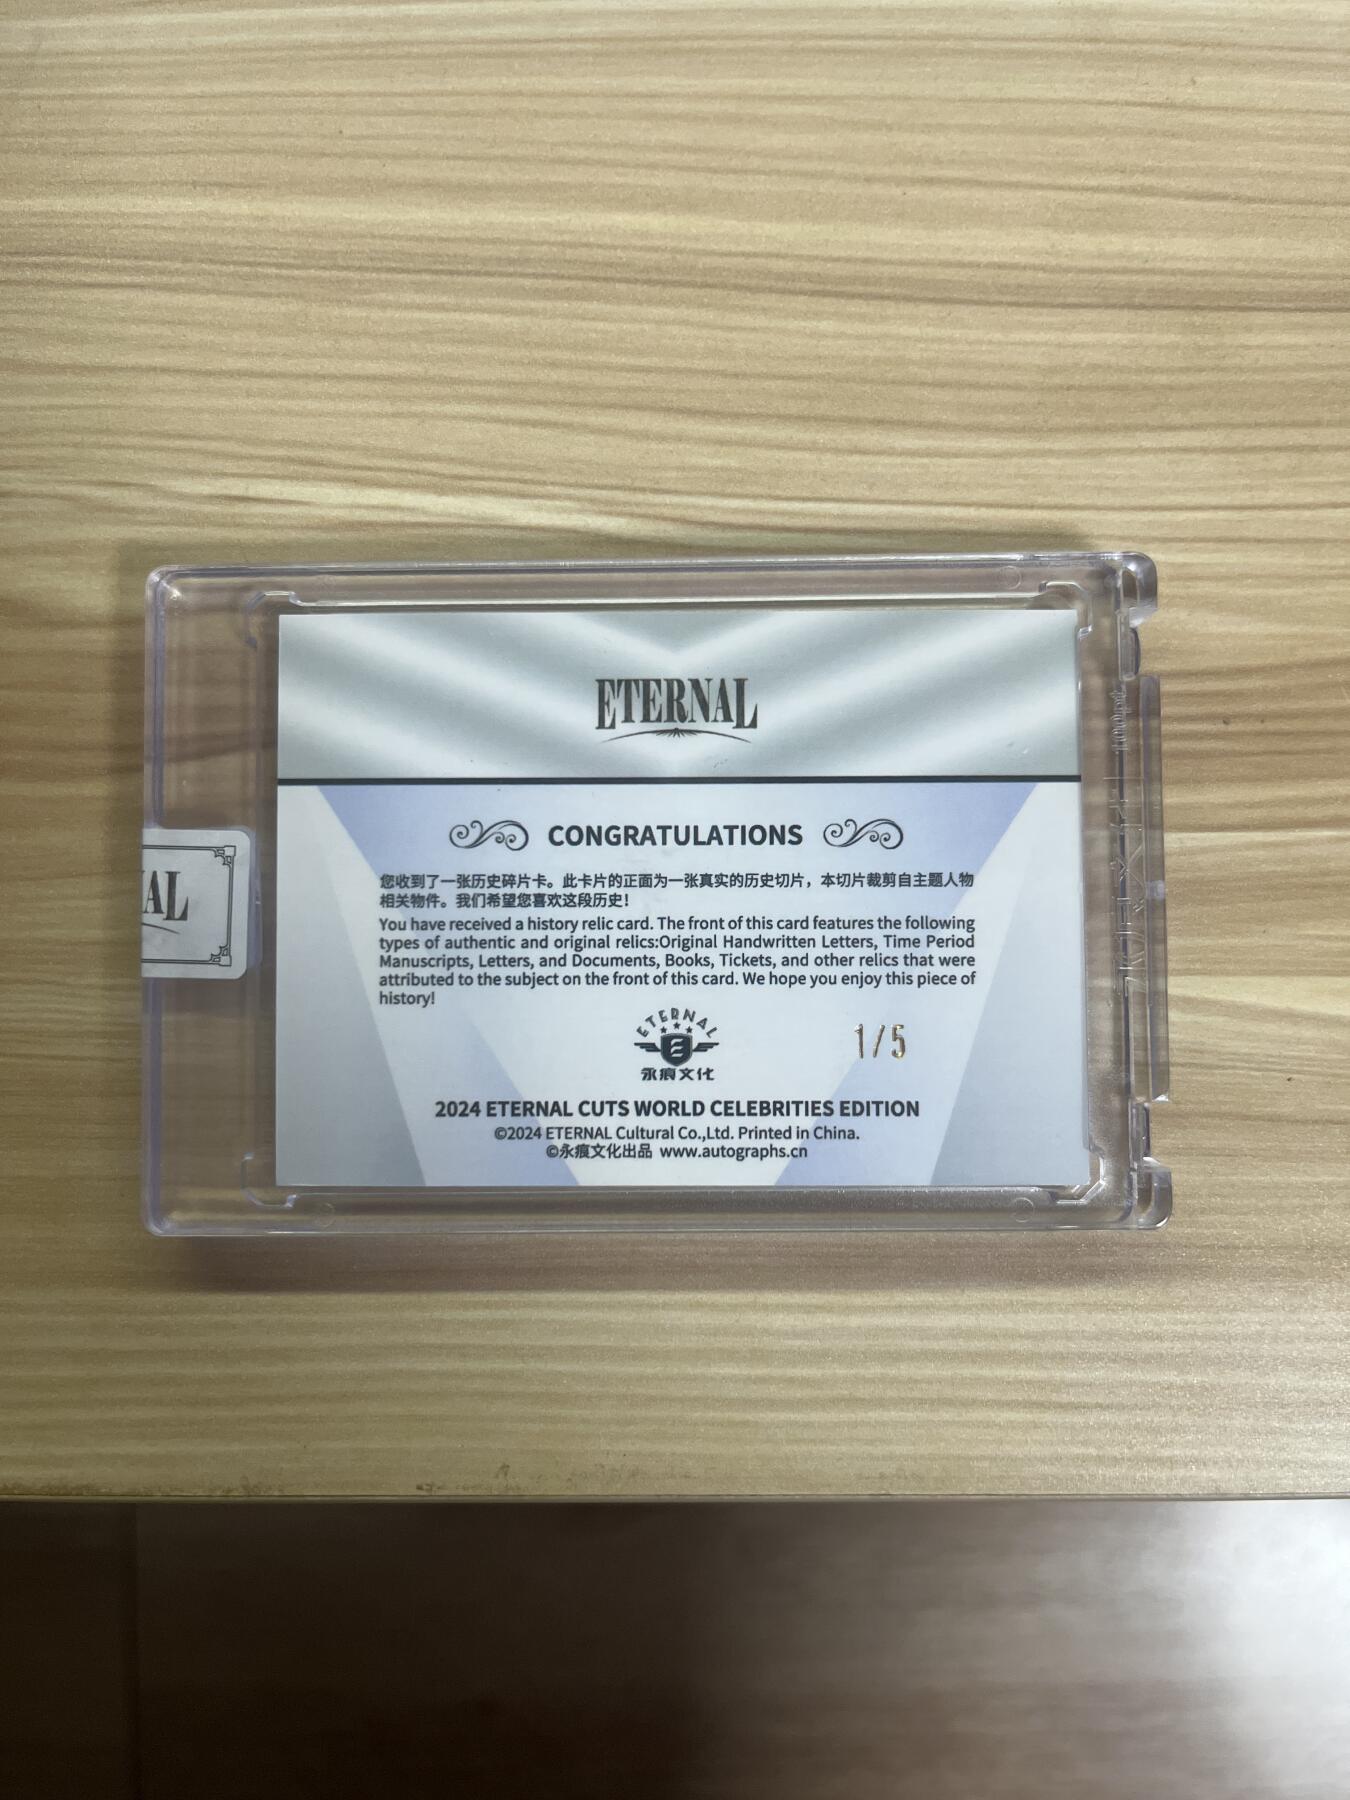 ETERNAL
CONGRATULATIONS
您收到了一张历史碎片卡。此卡片的正面为一张真实的历史切片，本切片裁剪自主题人物
相关物件。我们希望您喜欢这段历史！
You have received a history relic card. The front of this card features the following
types of authentic and original relics:Original Handwritten Letters, Time Period
Manuscripts, Letters, and Documents, Books, Tickets, and other relics that were
attributed to the subject on the front of this card. We hope you enjoy this piece of
history!
ETERNAL
永痕文化
1/5
2024 ETERNAL CUTS WORLD CELEBRITIES EDITION
©2024 ETERNAL Cultural Co.,Ltd. Printed in China.
©永痕文化出品 www.autographs.cn
AL
100pt